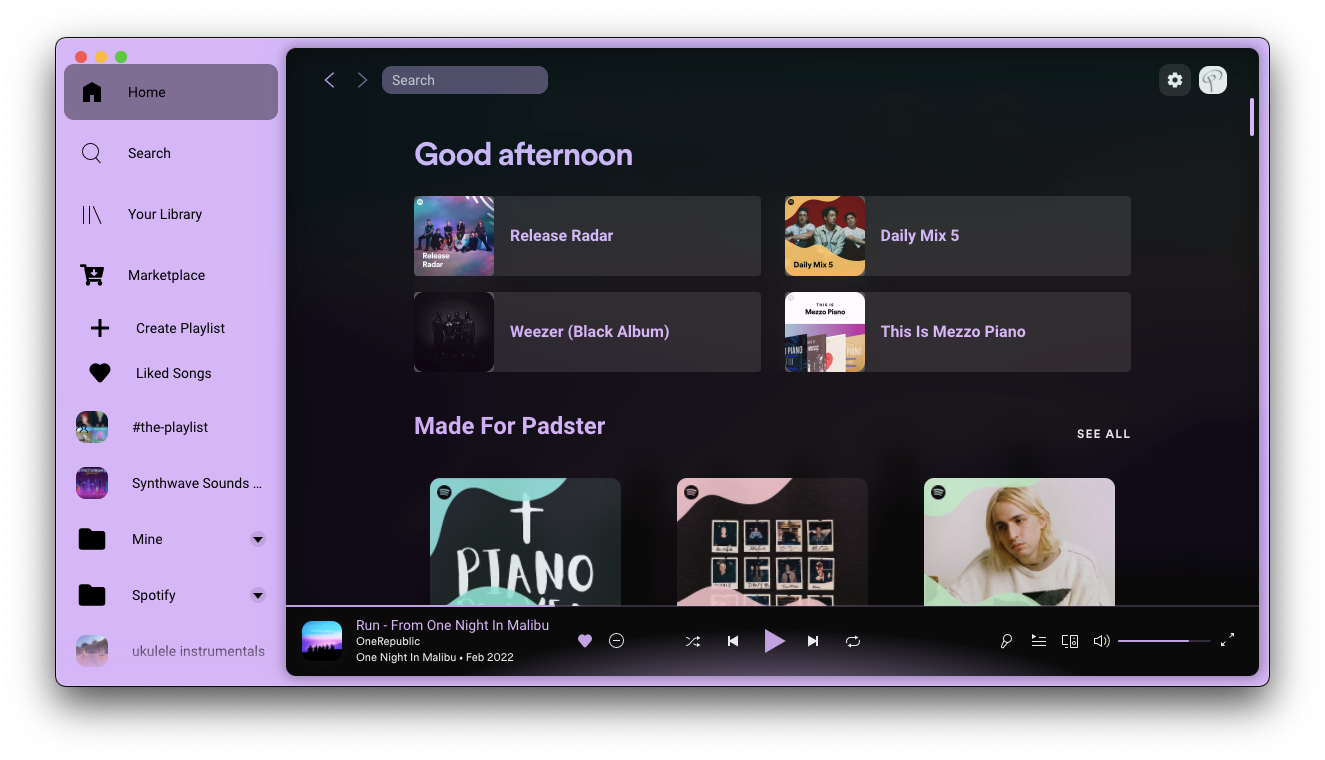 Home
Search
Your Library
Marketplace
Create Playlist
Liked Songs
#the-playlist
Synthwave Sounds ...
Mine
Spotify
ukulele instrumentals
Search
Good afternoon
Release
Radar
Release Radar
Daily Mix 5
Daily Mix 5
Weezer (Black Album)
THIS IS
Mezzo Piano
This Is Mezzo Piano
Made For Padster
SEE ALL
PIANO
Run - From One Night In Malibu
OneRepublic
One Night In Malibu • Feb 2022